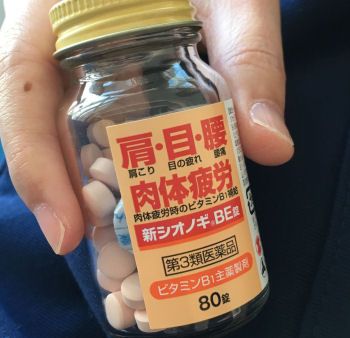 肩・目・腰
肩こり 目の疲れ 腰痛
肉体疲労
肉体疲労時のビタミンB1補給
新シオノギBE錠
第3類医薬品
ビタミンB1主薬製剤
80錠